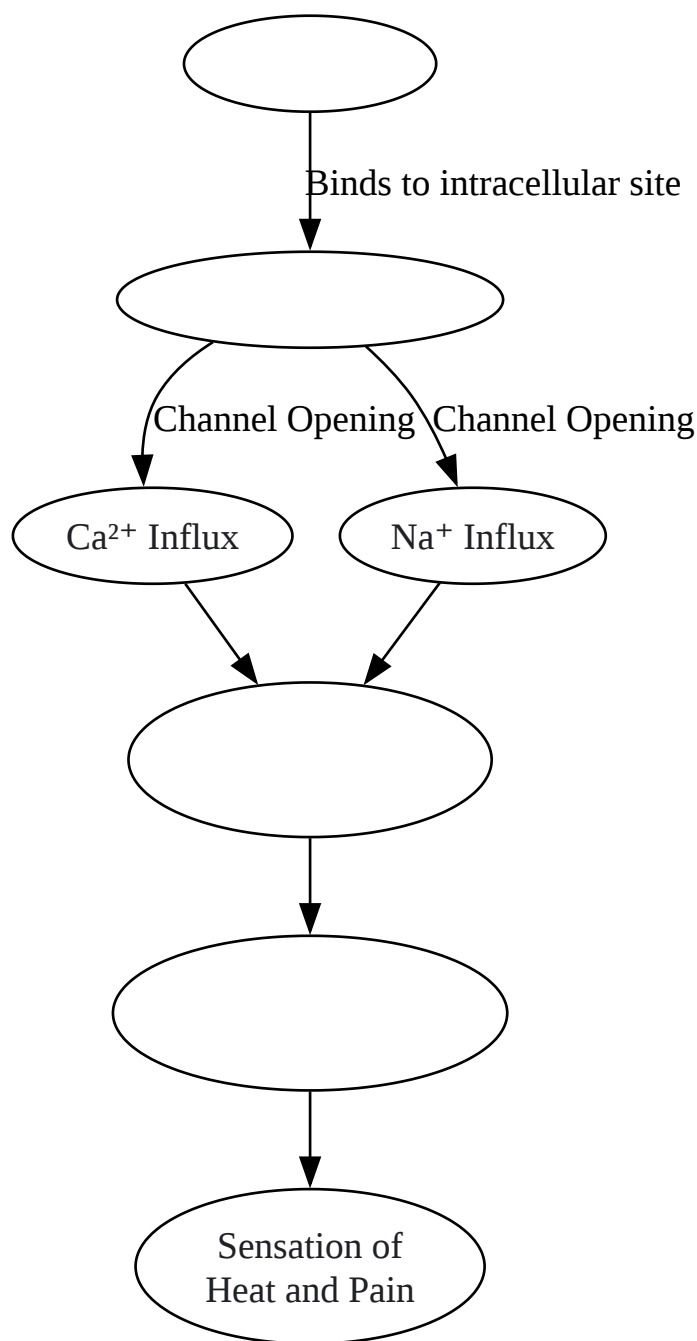 Binds to intracellular site
Channel Opening
Channel Opening
Ca²⁺ Influx
Na⁺ Influx
Sensation of
Heat and Pain